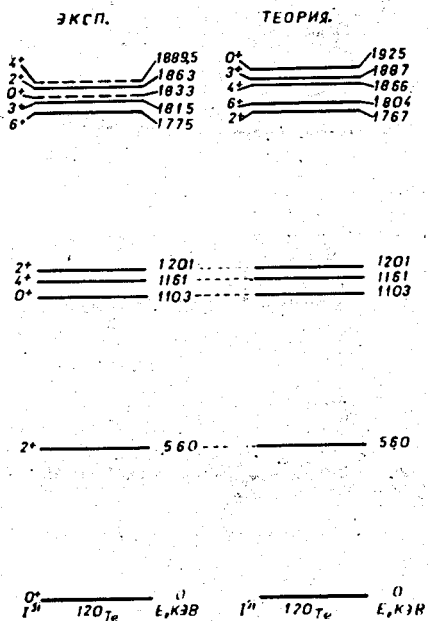 ЭКСП. ТЕОРИЯ.
4+ 1889,5 0+ 1925
2+ 1863 3+ 1887
0+ 1833 4+ 1866
3+ 1815 6+ 1804
6+ 1775 2+ 1767
2+ 1201 1201
4+ 1161 1161
0+ 1103 1103
2+ 560 560
0+ 0 0
120Te E,КЭВ 120Te E,КЭВ